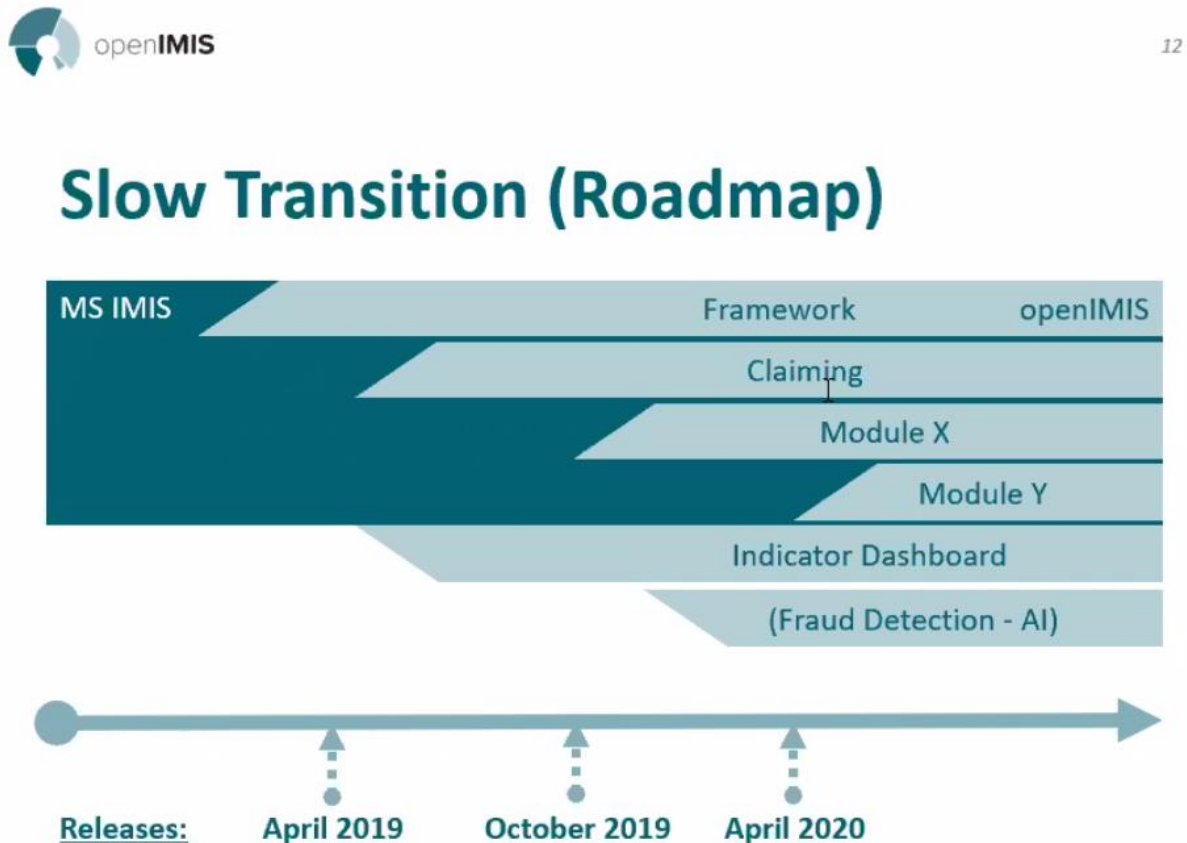 openIMIS
12
Slow Transition (Roadmap)
MS IMIS Framework openIMIS
Claiming
Module X
Module Y
Indicator Dashboard
(Fraud Detection - AI)
Releases: April 2019 October 2019 April 2020